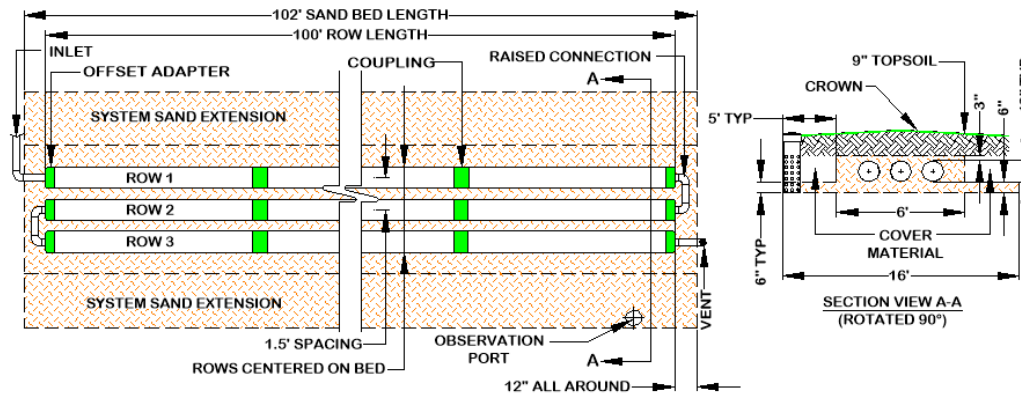 102' SAND BED LENGTH
100' ROW LENGTH
INLET
OFFSET ADAPTER
COUPLING
RAISED CONNECTION
A
SYSTEM SAND EXTENSION
ROW 1
ROW 2
ROW 3
SYSTEM SAND EXTENSION
1.5' SPACING
ROWS CENTERED ON BED
OBSERVATION
PORT
A
12" ALL AROUND
VENT
9" TOPSOIL
CROWN
5' TYP
3"
6"
6'
COVER
MATERIAL
6" TYP
16'
SECTION VIEW A-A
(ROTATED 90°)